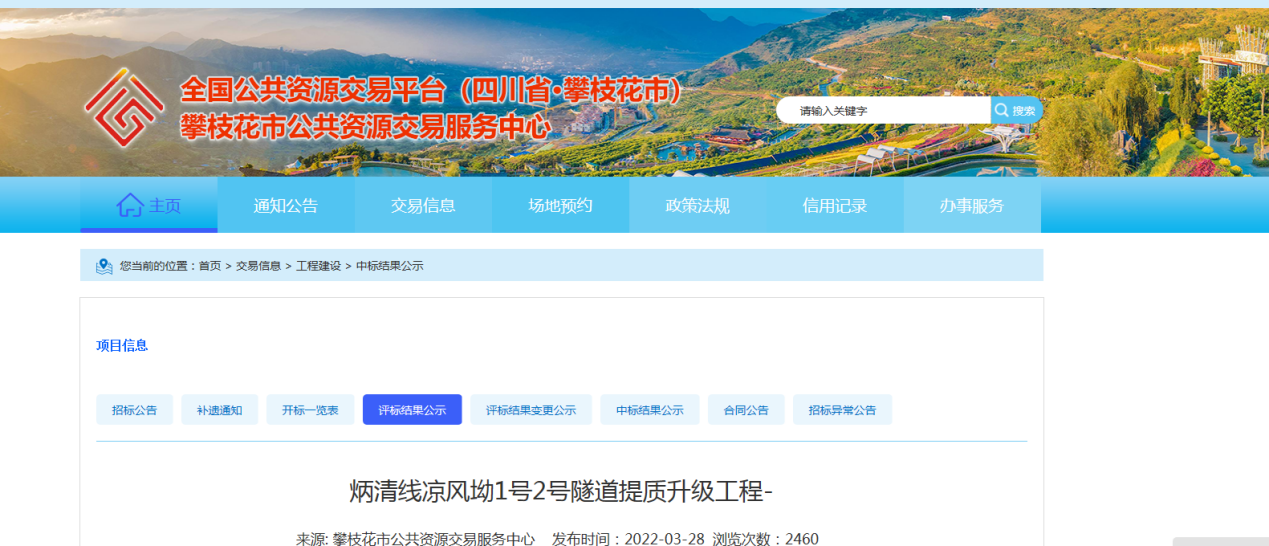 全国公共资源交易平台（四川省·攀枝花市）
攀枝花市公共资源交易服务中心
请输入关键字 搜索
主页 通知公告 交易信息 场地预约 政策法规 信用记录 办事服务
您当前的位置：首页 > 交易信息 > 工程建设 > 中标结果公示
项目信息
招标公告 补遗通知 开标一览表 评标结果公示 评标结果变更公示 中标结果公示 合同公告 招标异常公告
炳清线凉风坳1号2号隧道提质升级工程-
来源: 攀枝花市公共资源交易服务中心 发布时间：2022-03-28 浏览次数：2460